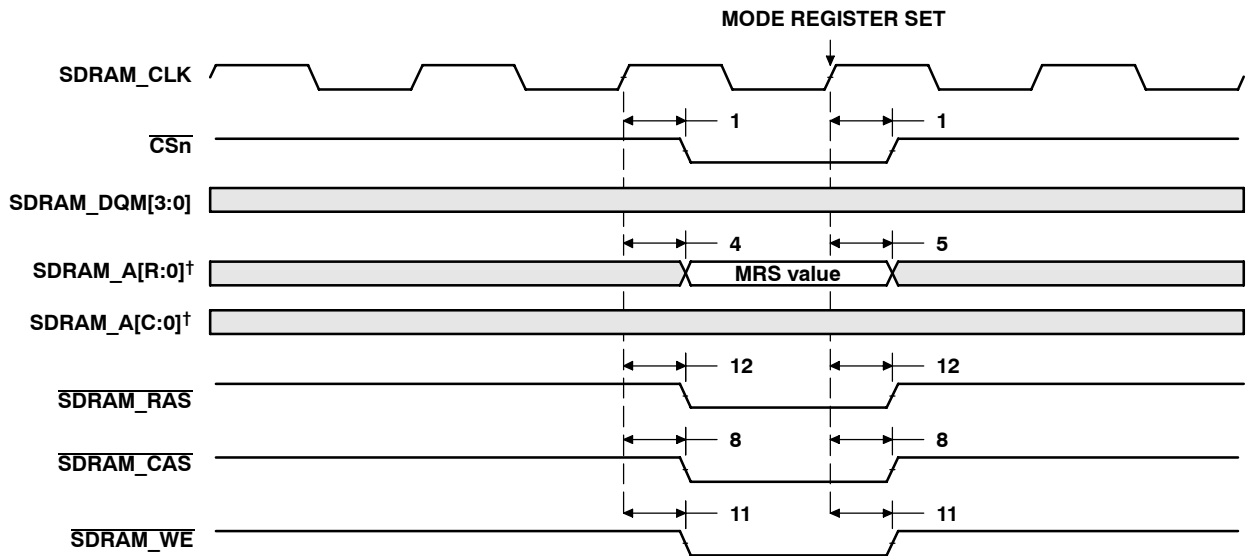 MODE REGISTER SET
SDRAM_CLK
1 1
CSn
SDRAM_DQM[3:0]
4 5
SDRAM_A[R:0]† MRS value
SDRAM_A[C:0]†
12 12
SDRAM_RAS
8 8
SDRAM_CAS
11 11
SDRAM_WE